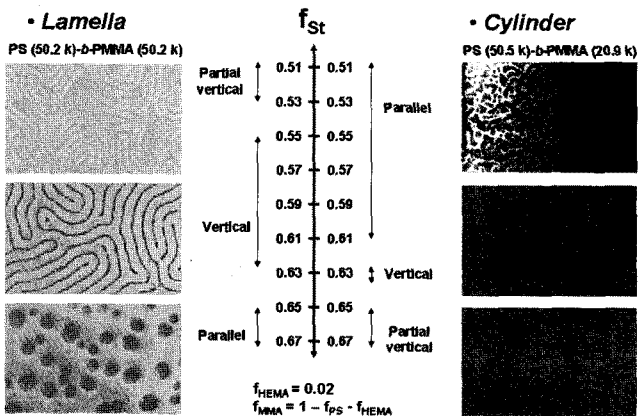 • Lamella
PS (50.2 k)-b-PMMA (50.2 k)
f_St
• Cylinder
PS (50.5 k)-b-PMMA (20.9 k)
Partial
vertical
Vertical
Parallel
0.51 0.51
0.53 0.53
0.55 0.55
0.57 0.57
0.59 0.59
0.61 0.61
0.63 0.63
0.65 0.65
0.67 0.67
Parallel
Vertical
Partial
vertical
f_HEMA = 0.02
f_MMA = 1 – f_PS - f_HEMA